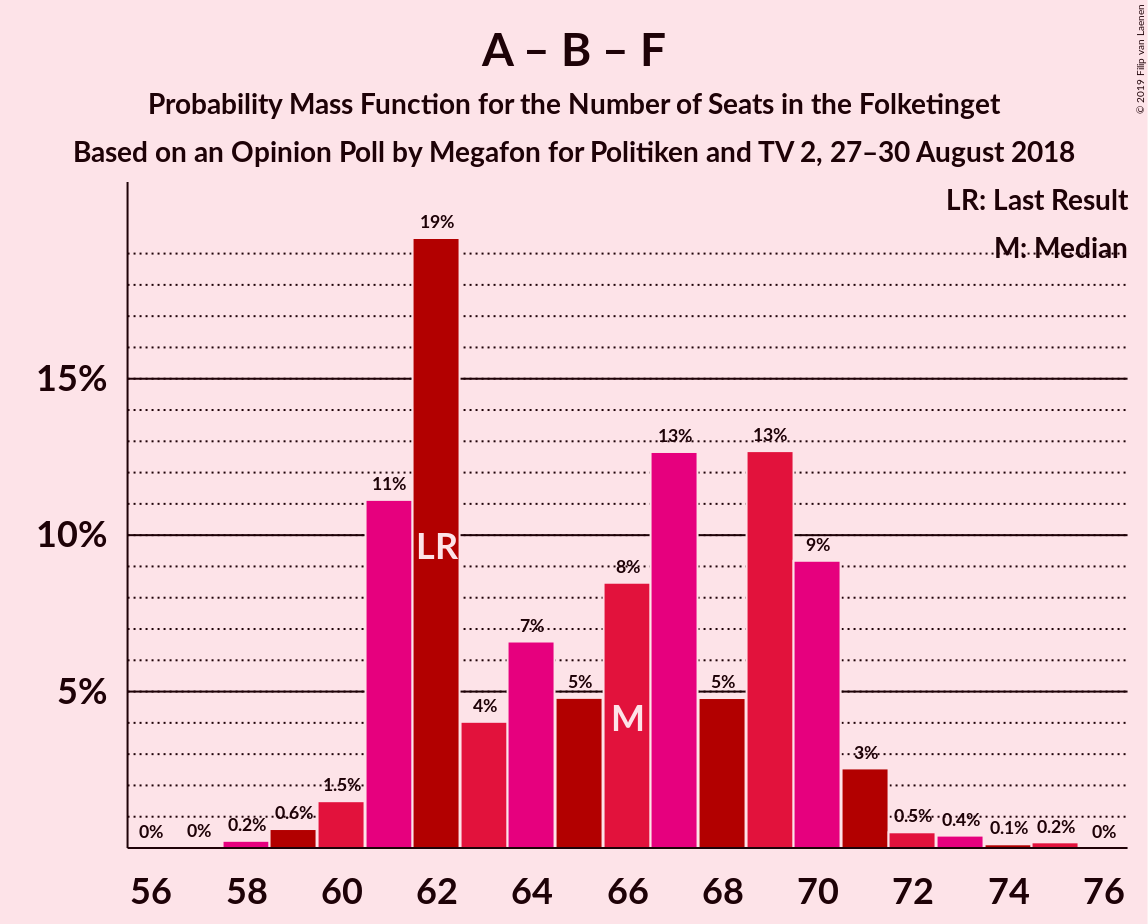 A – B – F
Probability Mass Function for the Number of Seats in the Folketinget
Based on an Opinion Poll by Megafon for Politiken and TV 2, 27–30 August 2018
© 2019 Filip van Laenen
LR: Last Result
M: Median
15%
10%
5%
0%
0%
0.2%
0.6%
1.5%
11%
19%
4%
7%
5%
8%
13%
5%
13%
9%
3%
0.5%
0.4%
0.1%
0.2%
0%
LR
M
56 58 60 62 64 66 68 70 72 74 76